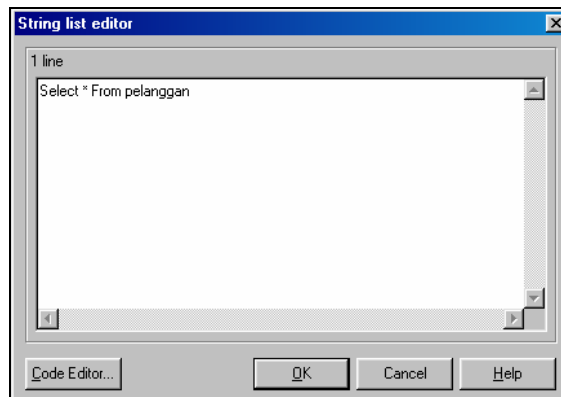 String list editor
1 line
Select * From pelanggan
Code Editor...
OK
Cancel
Help